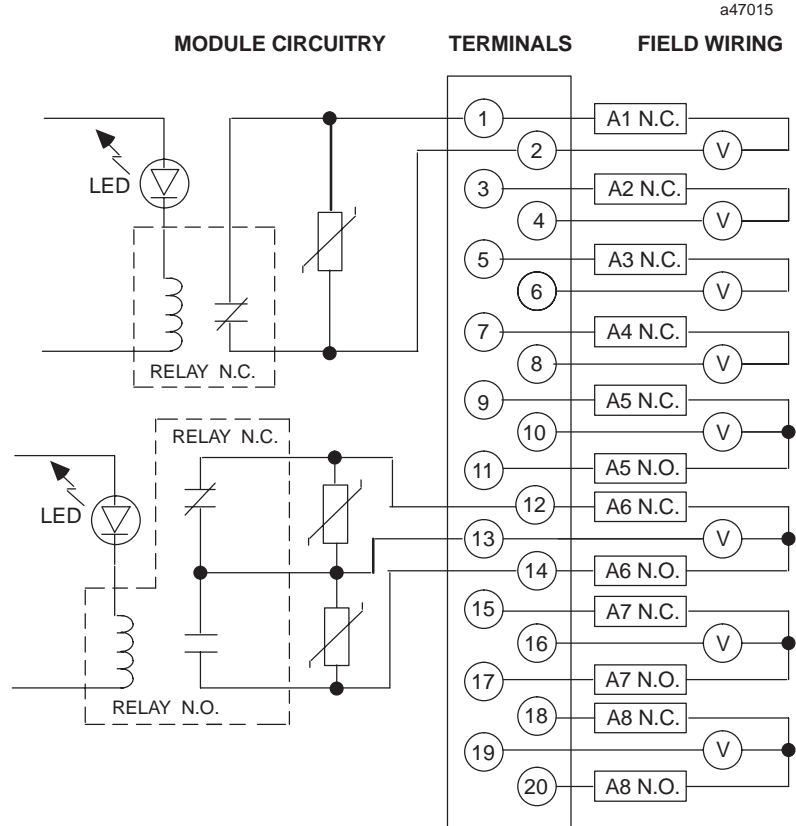 a47015
MODULE CIRCUITRY TERMINALS FIELD WIRING
1 A1 N.C.
2 V
LED
3 A2 N.C.
4 V
5 A3 N.C.
6 V
7 A4 N.C.
8 V
RELAY N.C.
9 A5 N.C.
10 V
RELAY N.C.
11 A5 N.O.
12 A6 N.C.
LED
13 V
14 A6 N.O.
15 A7 N.C.
16 V
17 A7 N.O.
RELAY N.O.
18 A8 N.C.
19 V
20 A8 N.O.